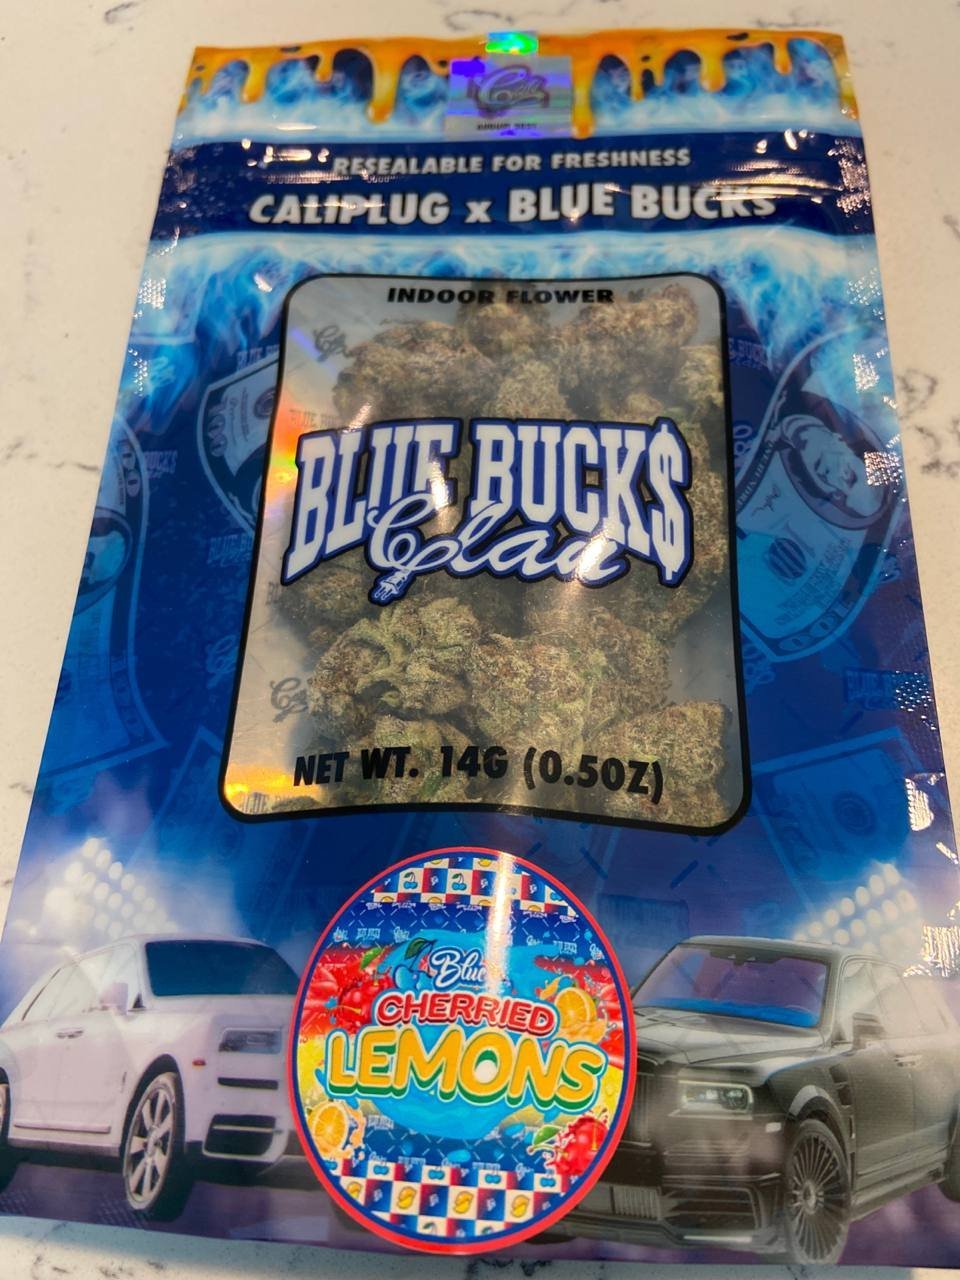 Cali
RESEALABLE FOR FRESHNESS
CALIPLUG x BLUE BUCKS
INDOOR FLOWER
BLUE BUCK$
Clan
NET WT. 14G (0.5OZ)
Blue
CHERRIED
LEMONS